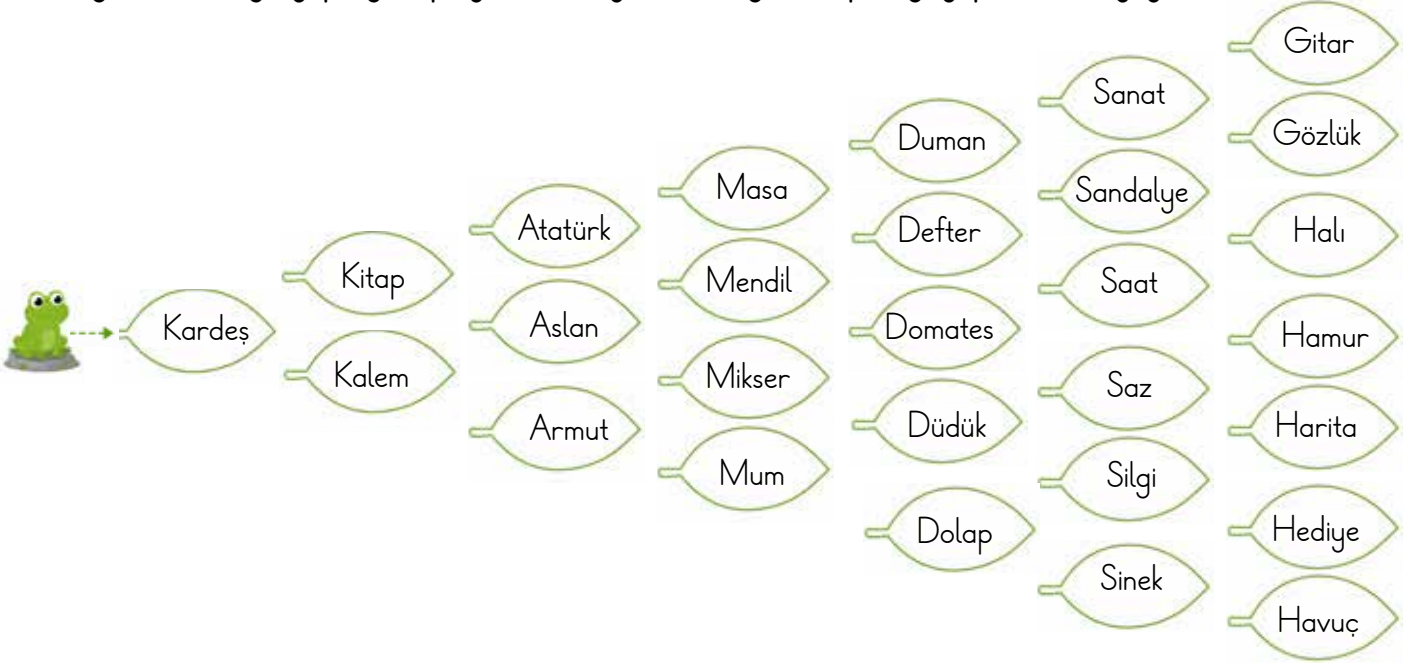 Kardeş
Kitap
Kalem
Atatürk
Aslan
Armut
Masa
Mendil
Mikser
Mum
Duman
Defter
Domates
Düdük
Dolap
Sanat
Sandalye
Saat
Saz
Silgi
Sinek
Gitar
Gözlük
Halı
Hamur
Harita
Hediye
Havuç